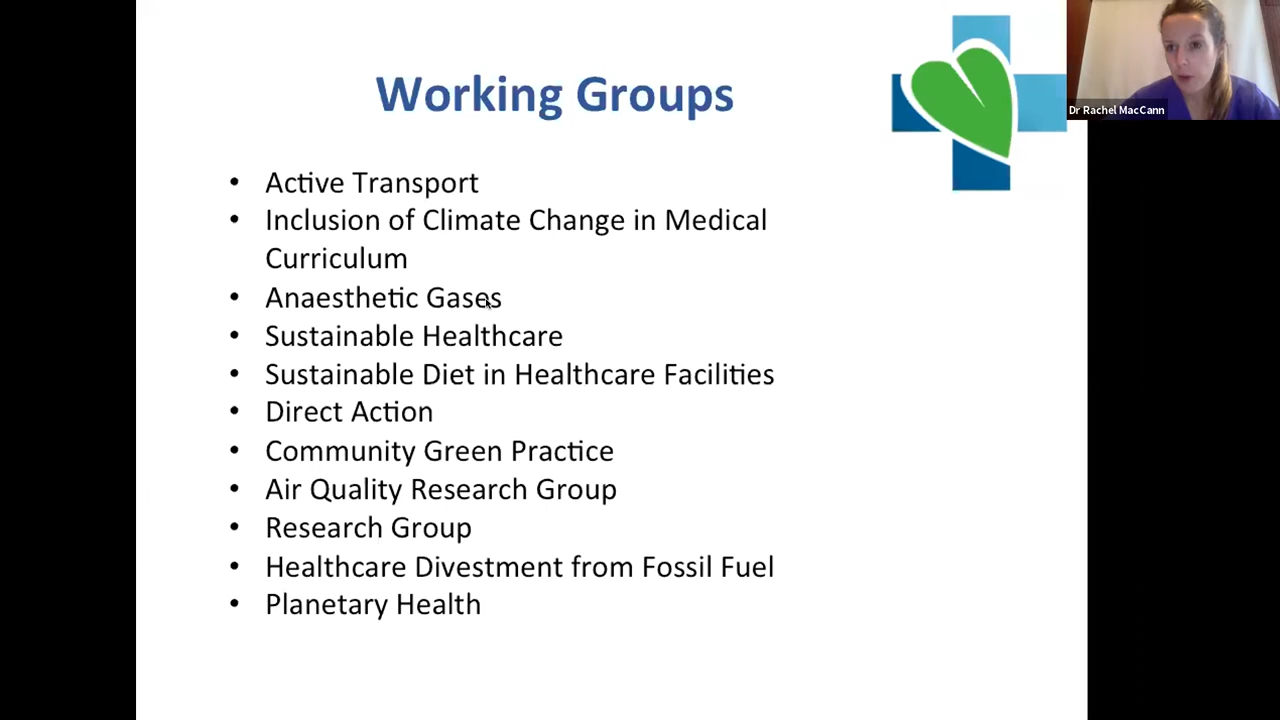 Working Groups
Dr Rachel MacCann
• Active Transport
• Inclusion of Climate Change in Medical
Curriculum
• Anaesthetic Gases
• Sustainable Healthcare
• Sustainable Diet in Healthcare Facilities
• Direct Action
• Community Green Practice
• Air Quality Research Group
• Research Group
• Healthcare Divestment from Fossil Fuel
• Planetary Health